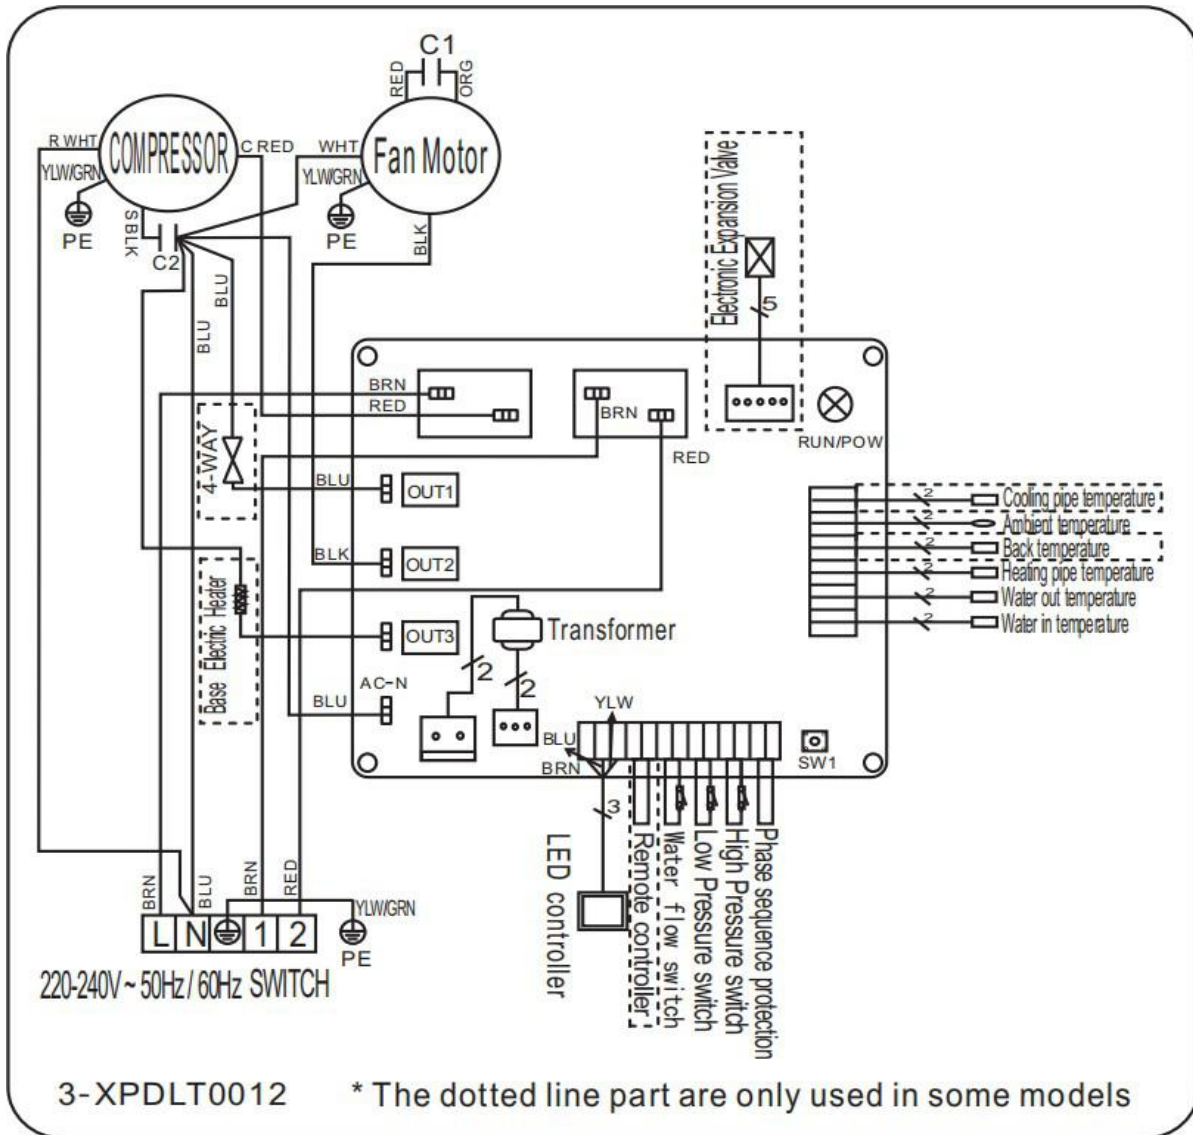 C1
RED
ORG
R WHT
COMPRESSOR
C RED
WHT
Fan Motor
YLW/GRN
YLW/GRN
PE
S BLK
C2
PE
BLK
BLU
BLU
Electronic Expansion Valve
5
BRN
RED
BRN
RED
RUN/POW
4-WAY
BLU
OUT1
BLK
OUT2
Base Electric Heater
OUT3
Transformer
2
2
AC-N
BLU
2
Cooling pipe temperature
2
Ambient temperature
2
Back temperature
2
Heating pipe temperature
2
Water out temperature
2
Water in temperature
YLW
BLU
BRN
SW1
3
LED controller
Remote controller
Water flow switch
Low Pressure switch
High Pressure switch
Phase sequence protection
BRN
BLU
BRN
RED
YLW/GRN
L N 1 2
PE
220-240V ~ 50Hz / 60Hz SWITCH
3-XPDLT0012
* The dotted line part are only used in some models